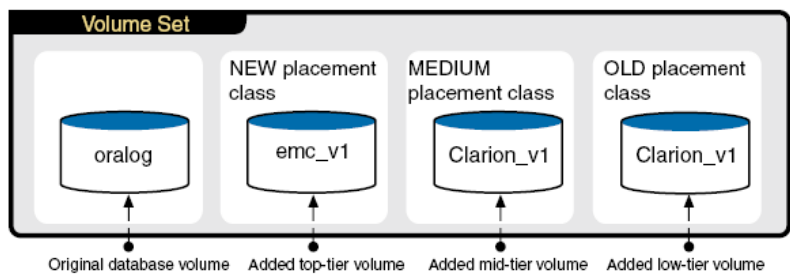 Volume Set
NEW placement
class
MEDIUM
placement class
OLD placement
class
oralog
emc_v1
Clarion_v1
Clarion_v1
Original database volume
Added top-tier volume
Added mid-tier volume
Added low-tier volume